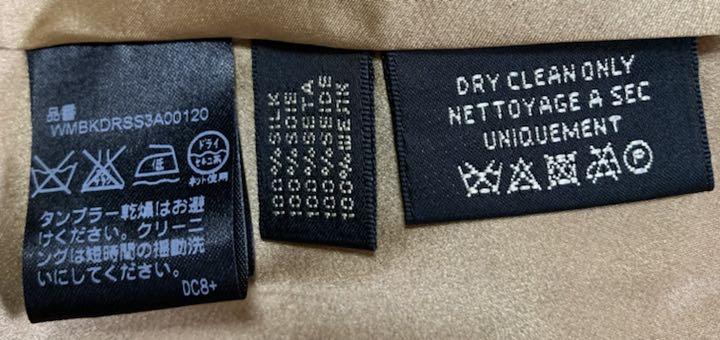 品番
WMBKDRSS3A00120
低
ドライ
セキユ系
ネット使用
タンブラー乾燥はお避
けください。クリーニ
ングは短時間の揺動洗
いにしてください。
DC8+
100%SILK
100%SOIE
100%SETA
100%SEIDE
100%ШЕЛК
DRY CLEAN ONLY
NETTOYAGE A SEC
UNIQUEMENT
P